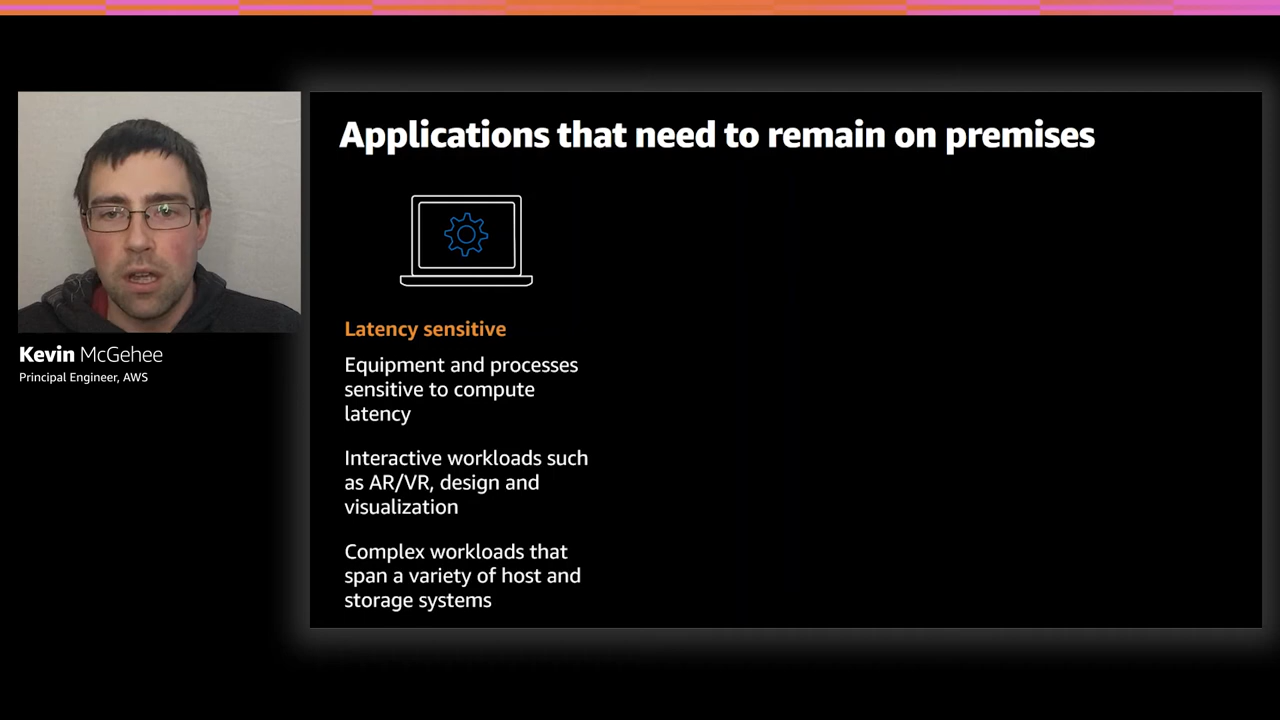 Applications that need to remain on premises
Kevin McGehee
Principal Engineer, AWS
Latency sensitive
Equipment and processes
sensitive to compute
latency
Interactive workloads such
as AR/VR, design and
visualization
Complex workloads that
span a variety of host and
storage systems